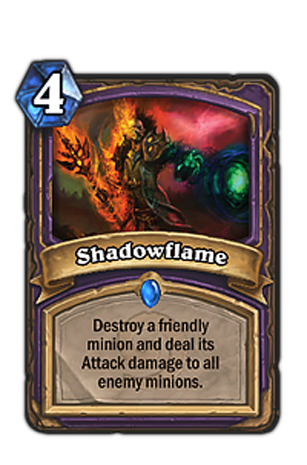 4
Shadowflame
Destroy a friendly
minion and deal its
Attack damage to all
enemy minions.